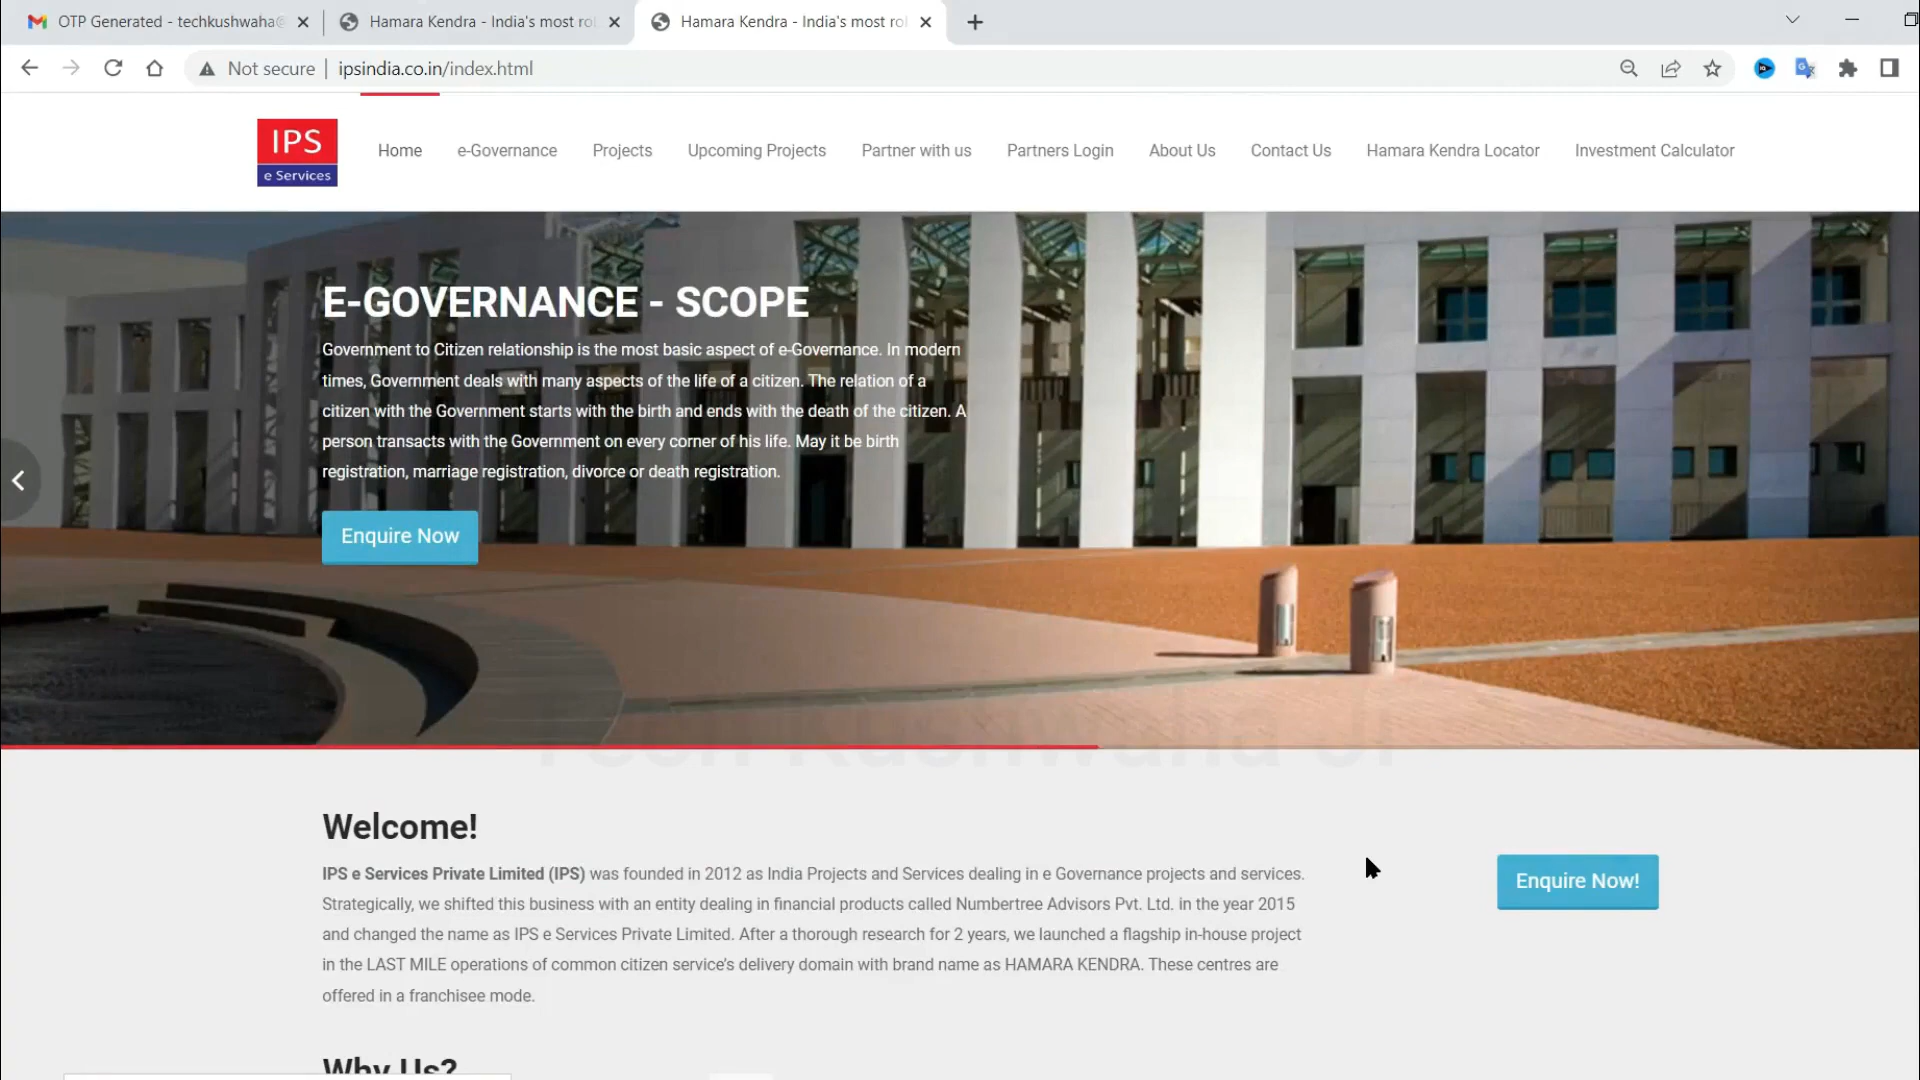 OTP Generated - techkushwaha@
Hamara Kendra - India's most ro
Hamara Kendra - India's most ro
Not secure | ipsindia.co.in/index.html
IPS
e Services
Home e-Governance Projects Upcoming Projects Partner with us Partners Login About Us Contact Us Hamara Kendra Locator Investment Calculator
E-GOVERNANCE - SCOPE
Government to Citizen relationship is the most basic aspect of e-Governance. In modern
times, Government deals with many aspects of the life of a citizen. The relation of a
citizen with the Government starts with the birth and ends with the death of the citizen. A
person transacts with the Government on every corner of his life. May it be birth
registration, marriage registration, divorce or death registration.
Enquire Now
Tech Kushwaha Ji
Welcome!
IPS e Services Private Limited (IPS) was founded in 2012 as India Projects and Services dealing in e Governance projects and services.
Strategically, we shifted this business with an entity dealing in financial products called Numbertree Advisors Pvt. Ltd. in the year 2015
and changed the name as IPS e Services Private Limited. After a thorough research for 2 years, we launched a flagship in-house project
in the LAST MILE operations of common citizen service's delivery domain with brand name as HAMARA KENDRA. These centres are
offered in a franchisee mode.
Enquire Now!
Why Us?